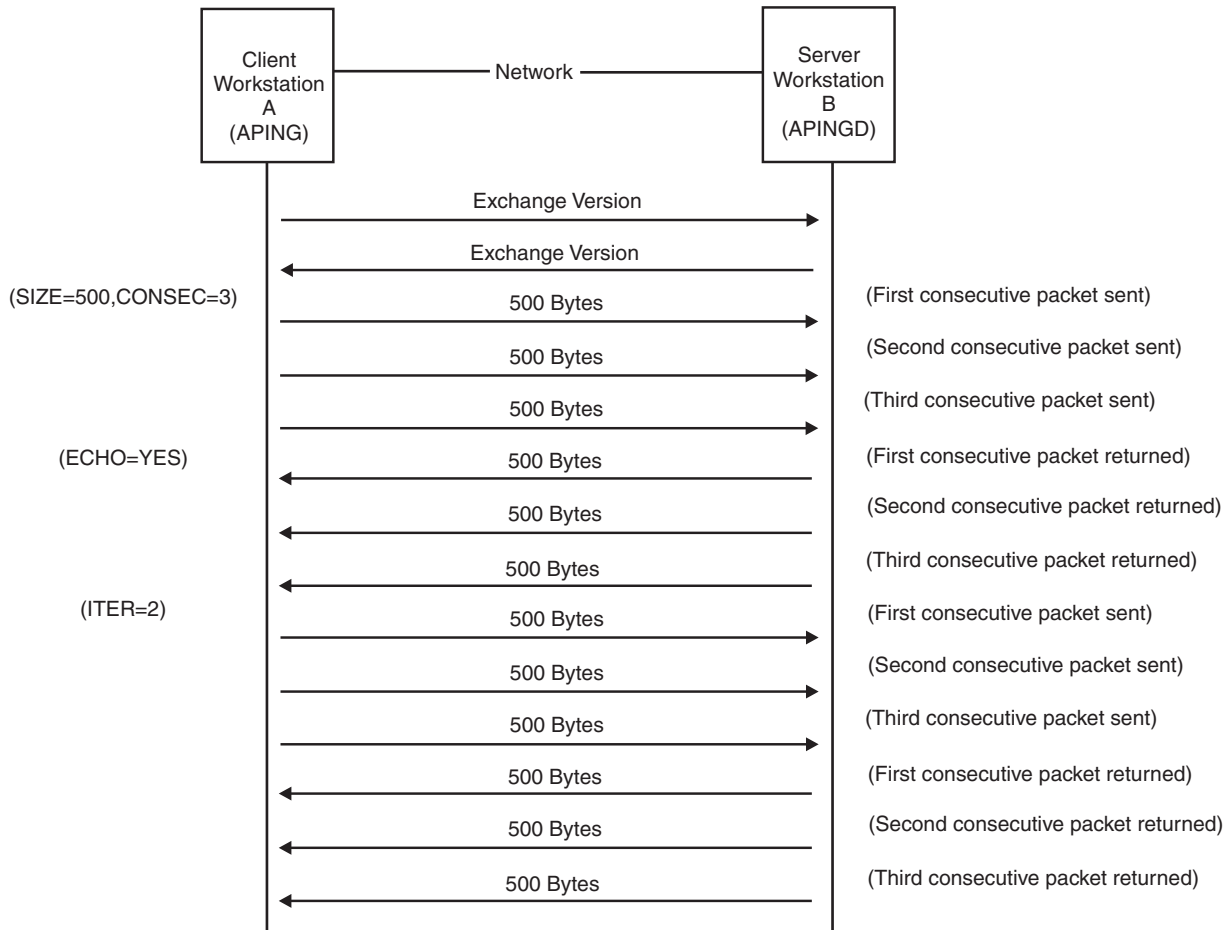 Client
Workstation
A
(APING)
Network
Server
Workstation
B
(APINGD)
Exchange Version
Exchange Version
(SIZE=500,CONSEC=3)
500 Bytes
(First consecutive packet sent)
500 Bytes
(Second consecutive packet sent)
500 Bytes
(Third consecutive packet sent)
(ECHO=YES)
500 Bytes
(First consecutive packet returned)
500 Bytes
(Second consecutive packet returned)
500 Bytes
(Third consecutive packet returned)
(ITER=2)
500 Bytes
(First consecutive packet sent)
500 Bytes
(Second consecutive packet sent)
500 Bytes
(Third consecutive packet sent)
500 Bytes
(First consecutive packet returned)
500 Bytes
(Second consecutive packet returned)
500 Bytes
(Third consecutive packet returned)